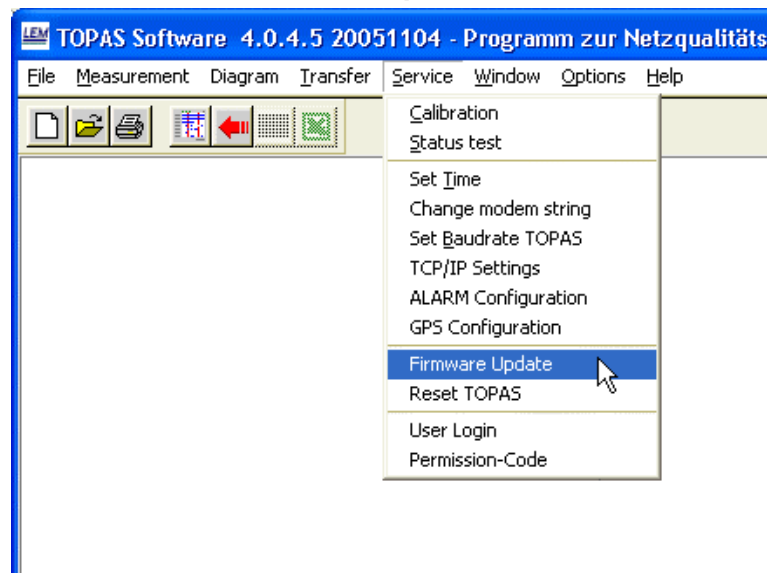 LEM TOPAS Software 4.0.4.5 20051104 - Programm zur Netzqualitäts
File Measurement Diagram Transfer Service Window Options Help
Calibration
Status test
Set Time
Change modem string
Set Baudrate TOPAS
TCP/IP Settings
ALARM Configuration
GPS Configuration
Firmware Update
Reset TOPAS
User Login
Permission-Code